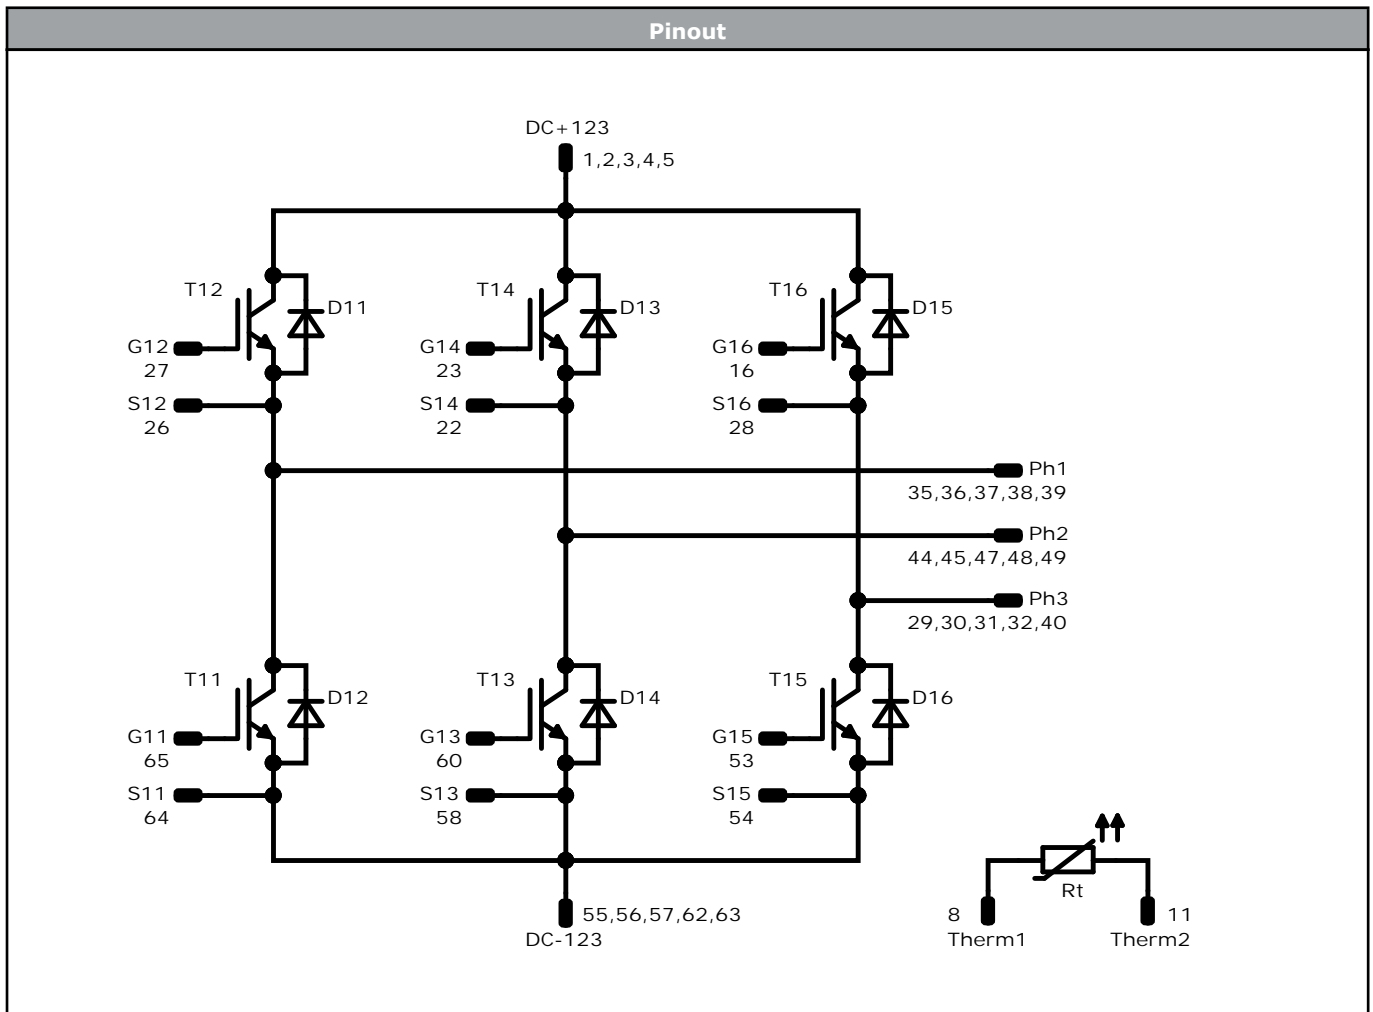 Pinout
DC+123
1,2,3,4,5
T12
D11
T14
D13
T16
D15
G12
27
G14
23
G16
16
S12
26
S14
22
S16
28
Ph1
35,36,37,38,39
Ph2
44,45,47,48,49
Ph3
29,30,31,32,40
T11
D12
T13
D14
T15
D16
G11
65
G13
60
G15
53
S11
64
S13
58
S15
54
Rt
55,56,57,62,63
DC-123
8
Therm1
11
Therm2